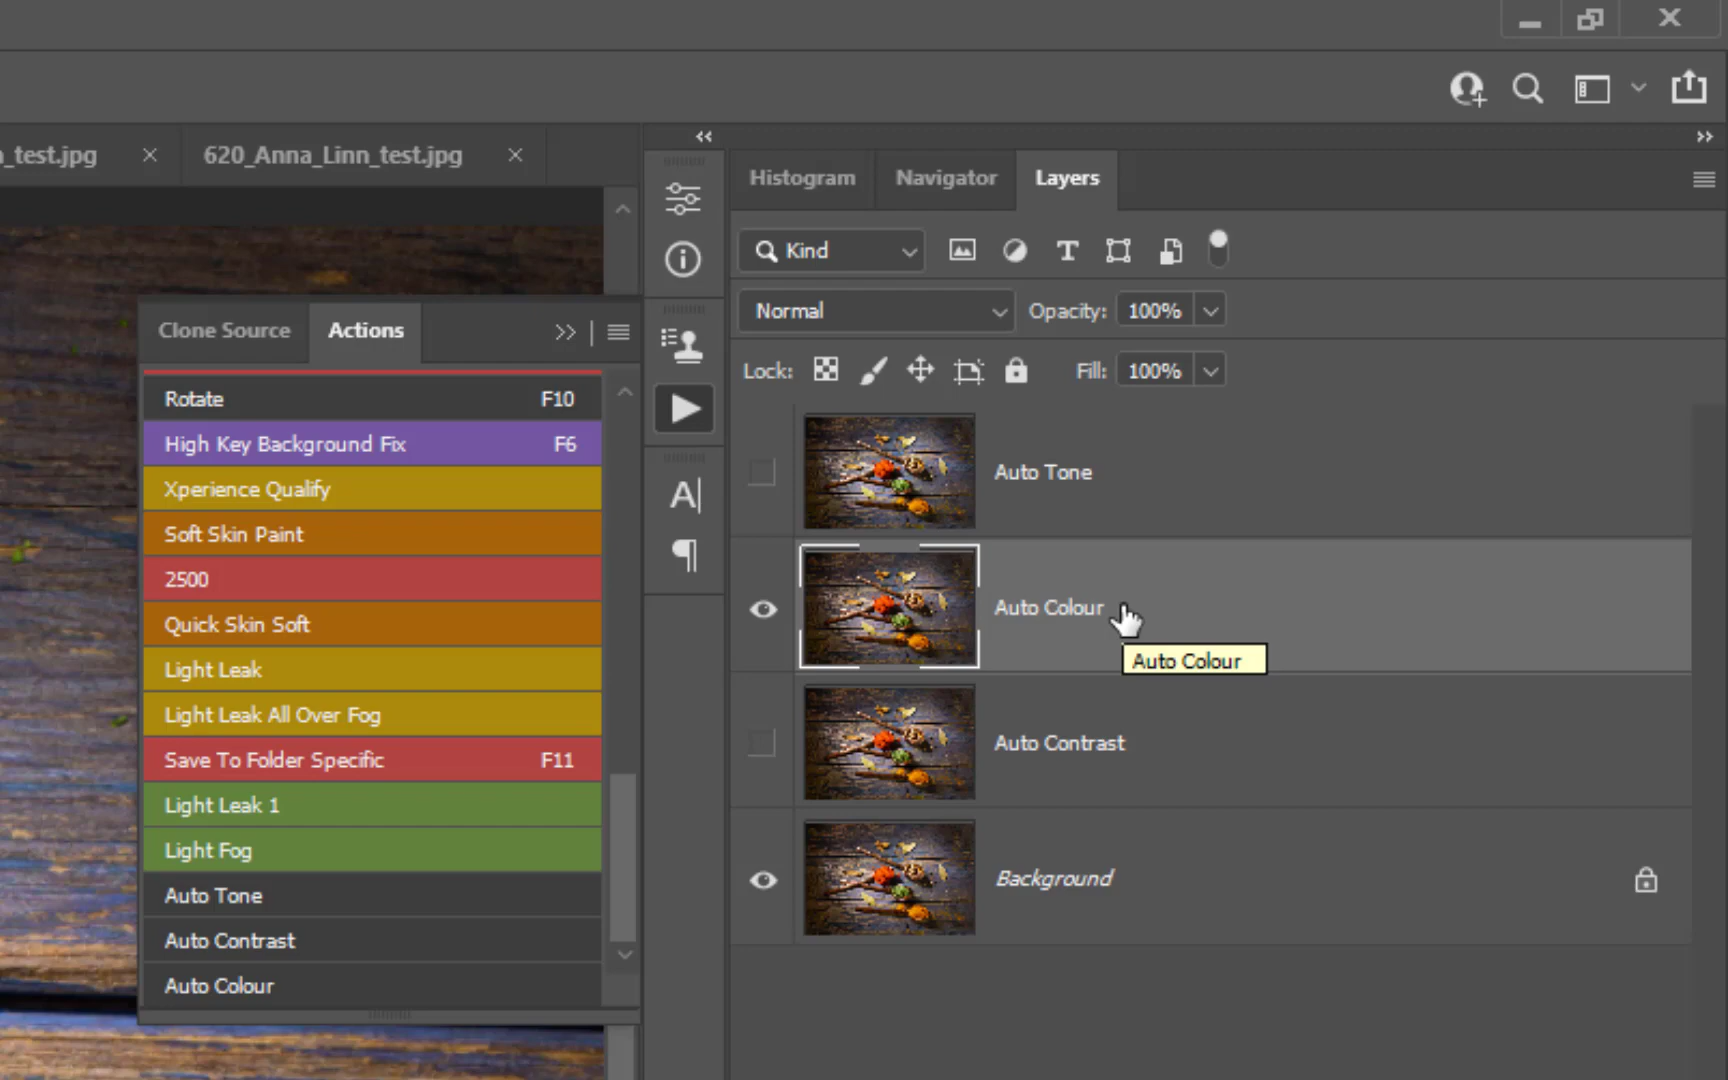 _test.jpg
620_Anna_Linn_test.jpg
Histogram
Navigator
Layers
Kind
Normal
Opacity:
100%
Lock:
Fill:
100%
Clone Source
Actions
Rotate F10
High Key Background Fix F6
Xperience Qualify
Soft Skin Paint
2500
Quick Skin Soft
Light Leak
Light Leak All Over Fog
Save To Folder Specific F11
Light Leak 1
Light Fog
Auto Tone
Auto Contrast
Auto Colour
Auto Tone
Auto Colour
Auto Colour
Auto Contrast
Background